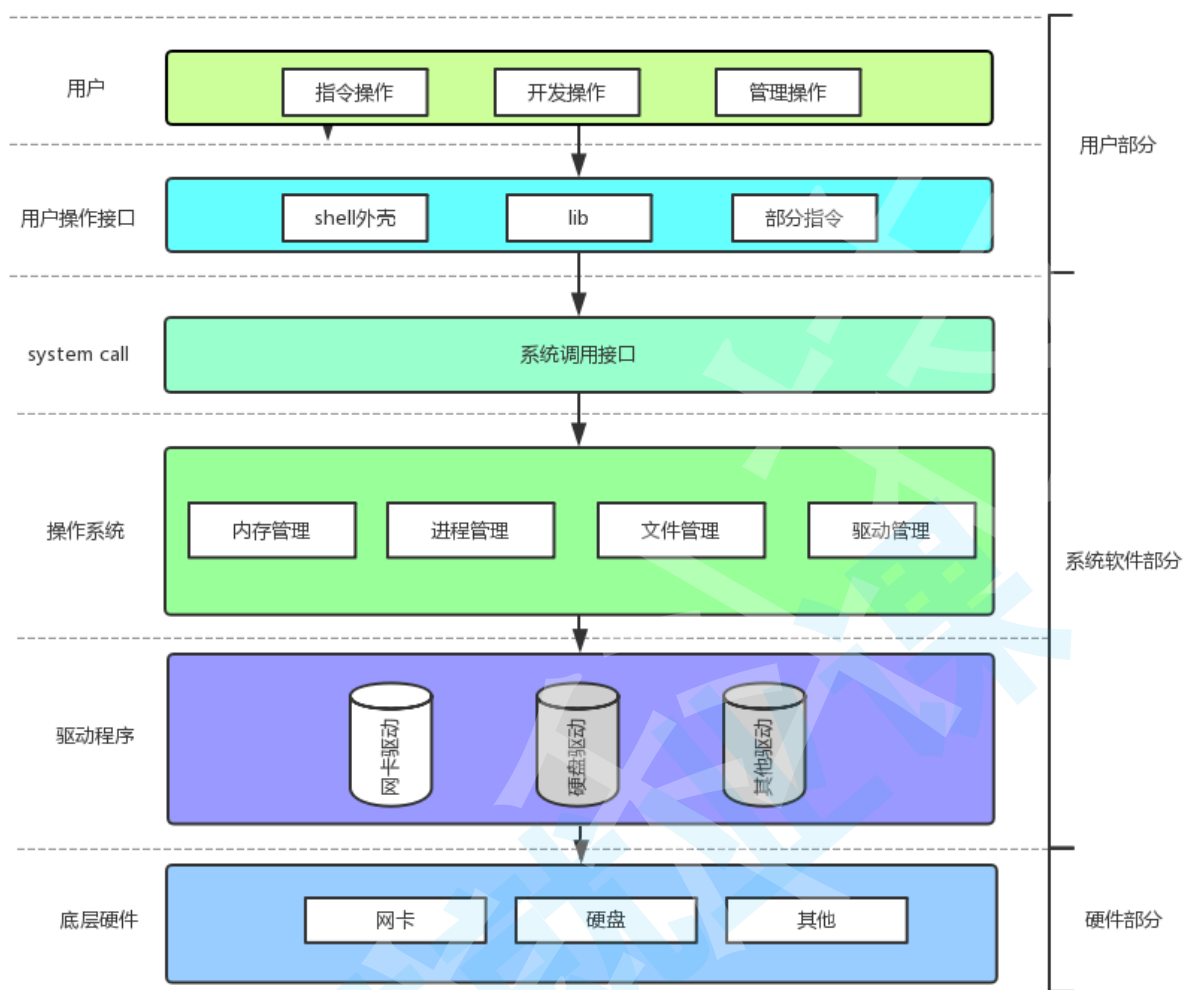 用户
指令操作
开发操作
管理操作
用户部分
用户操作接口
shell外壳
lib
部分指令
system call
系统调用接口
操作系统
内存管理
进程管理
文件管理
驱动管理
系统软件部分
驱动程序
网卡驱动
硬盘驱动
其他驱动
底层硬件
网卡
硬盘
其他
硬件部分